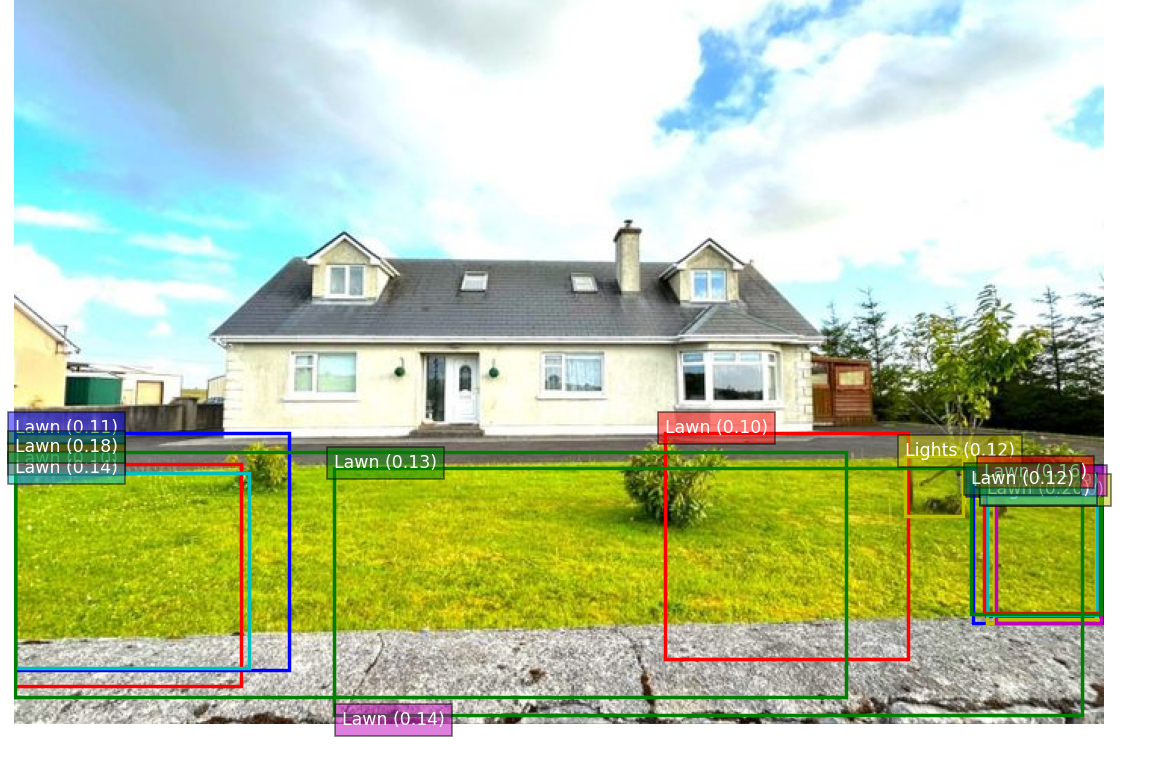 Lawn (0.11)
Lawn (0.18)
Lawn (0.14)
Lawn (0.13)
Lawn (0.10)
Lights (0.12)
Lawn (0.16)
Lawn (0.12)
Lawn (0.14)